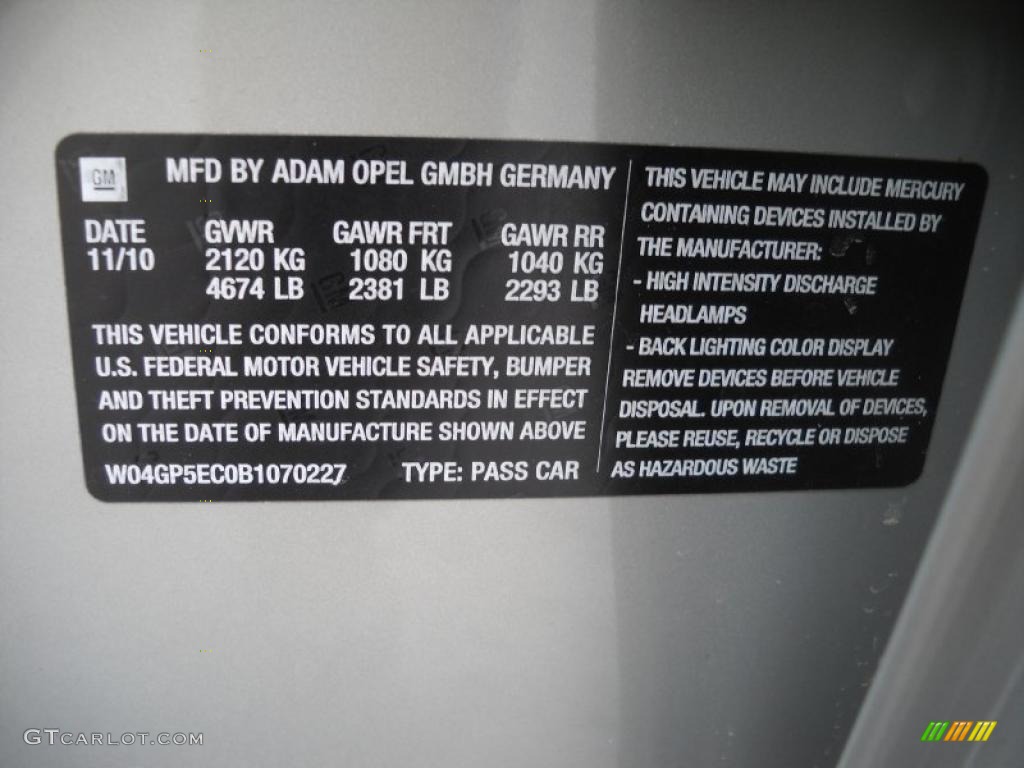 GM
MFD BY ADAM OPEL GMBH GERMANY
DATE GVWR GAWR FRT GAWR RR
11/10 2120 KG 1080 KG 1040 KG
4674 LB 2381 LB 2293 LB
THIS VEHICLE CONFORMS TO ALL APPLICABLE
U.S. FEDERAL MOTOR VEHICLE SAFETY, BUMPER
AND THEFT PREVENTION STANDARDS IN EFFECT
ON THE DATE OF MANUFACTURE SHOWN ABOVE
W04GP5EC0B1070227 TYPE: PASS CAR
THIS VEHICLE MAY INCLUDE MERCURY
CONTAINING DEVICES INSTALLED BY
THE MANUFACTURER:
- HIGH INTENSITY DISCHARGE
HEADLAMPS
- BACK LIGHTING COLOR DISPLAY
REMOVE DEVICES BEFORE VEHICLE
DISPOSAL. UPON REMOVAL OF DEVICES,
PLEASE REUSE, RECYCLE OR DISPOSE
AS HAZARDOUS WASTE
GTCARLOT.COM